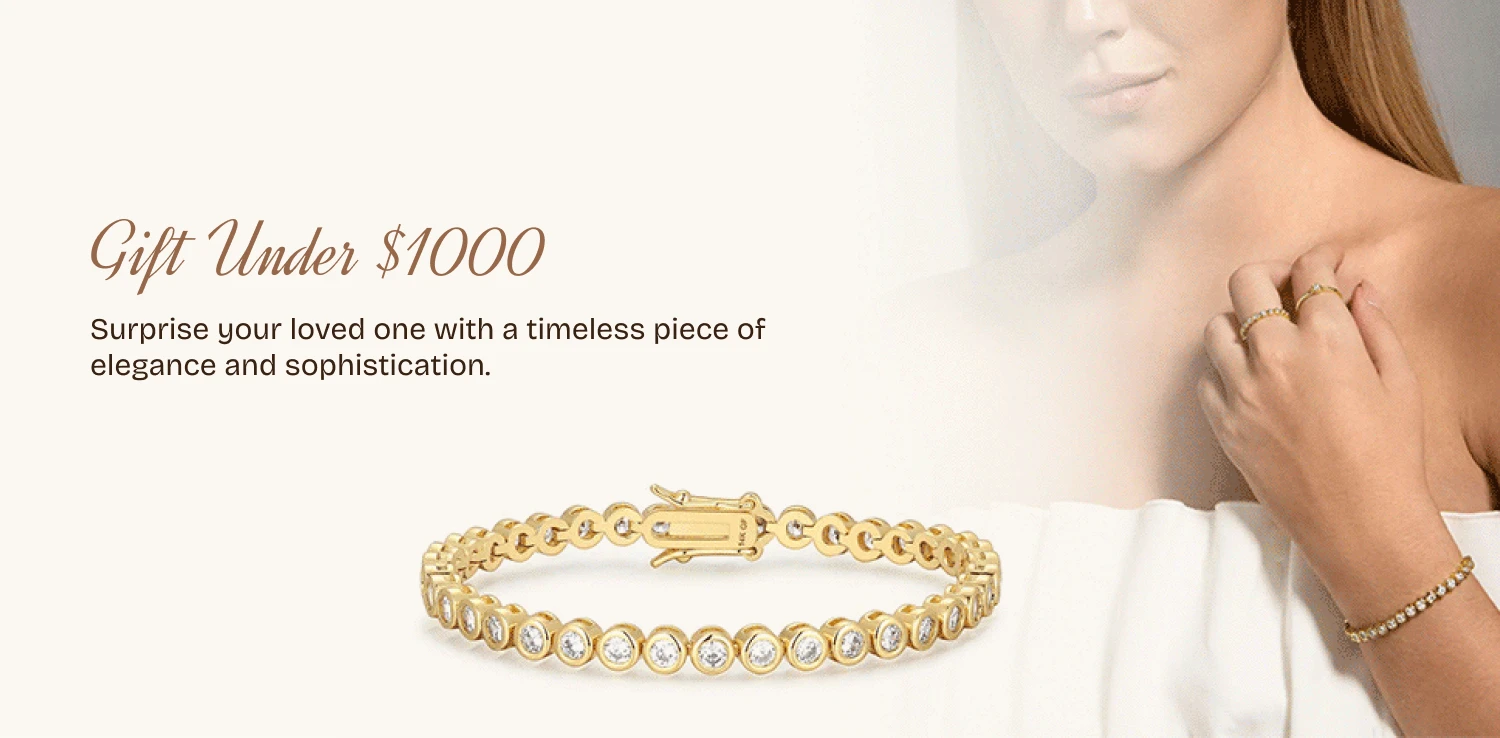 Gift Under $1000
Surprise your loved one with a timeless piece of
elegance and sophistication.